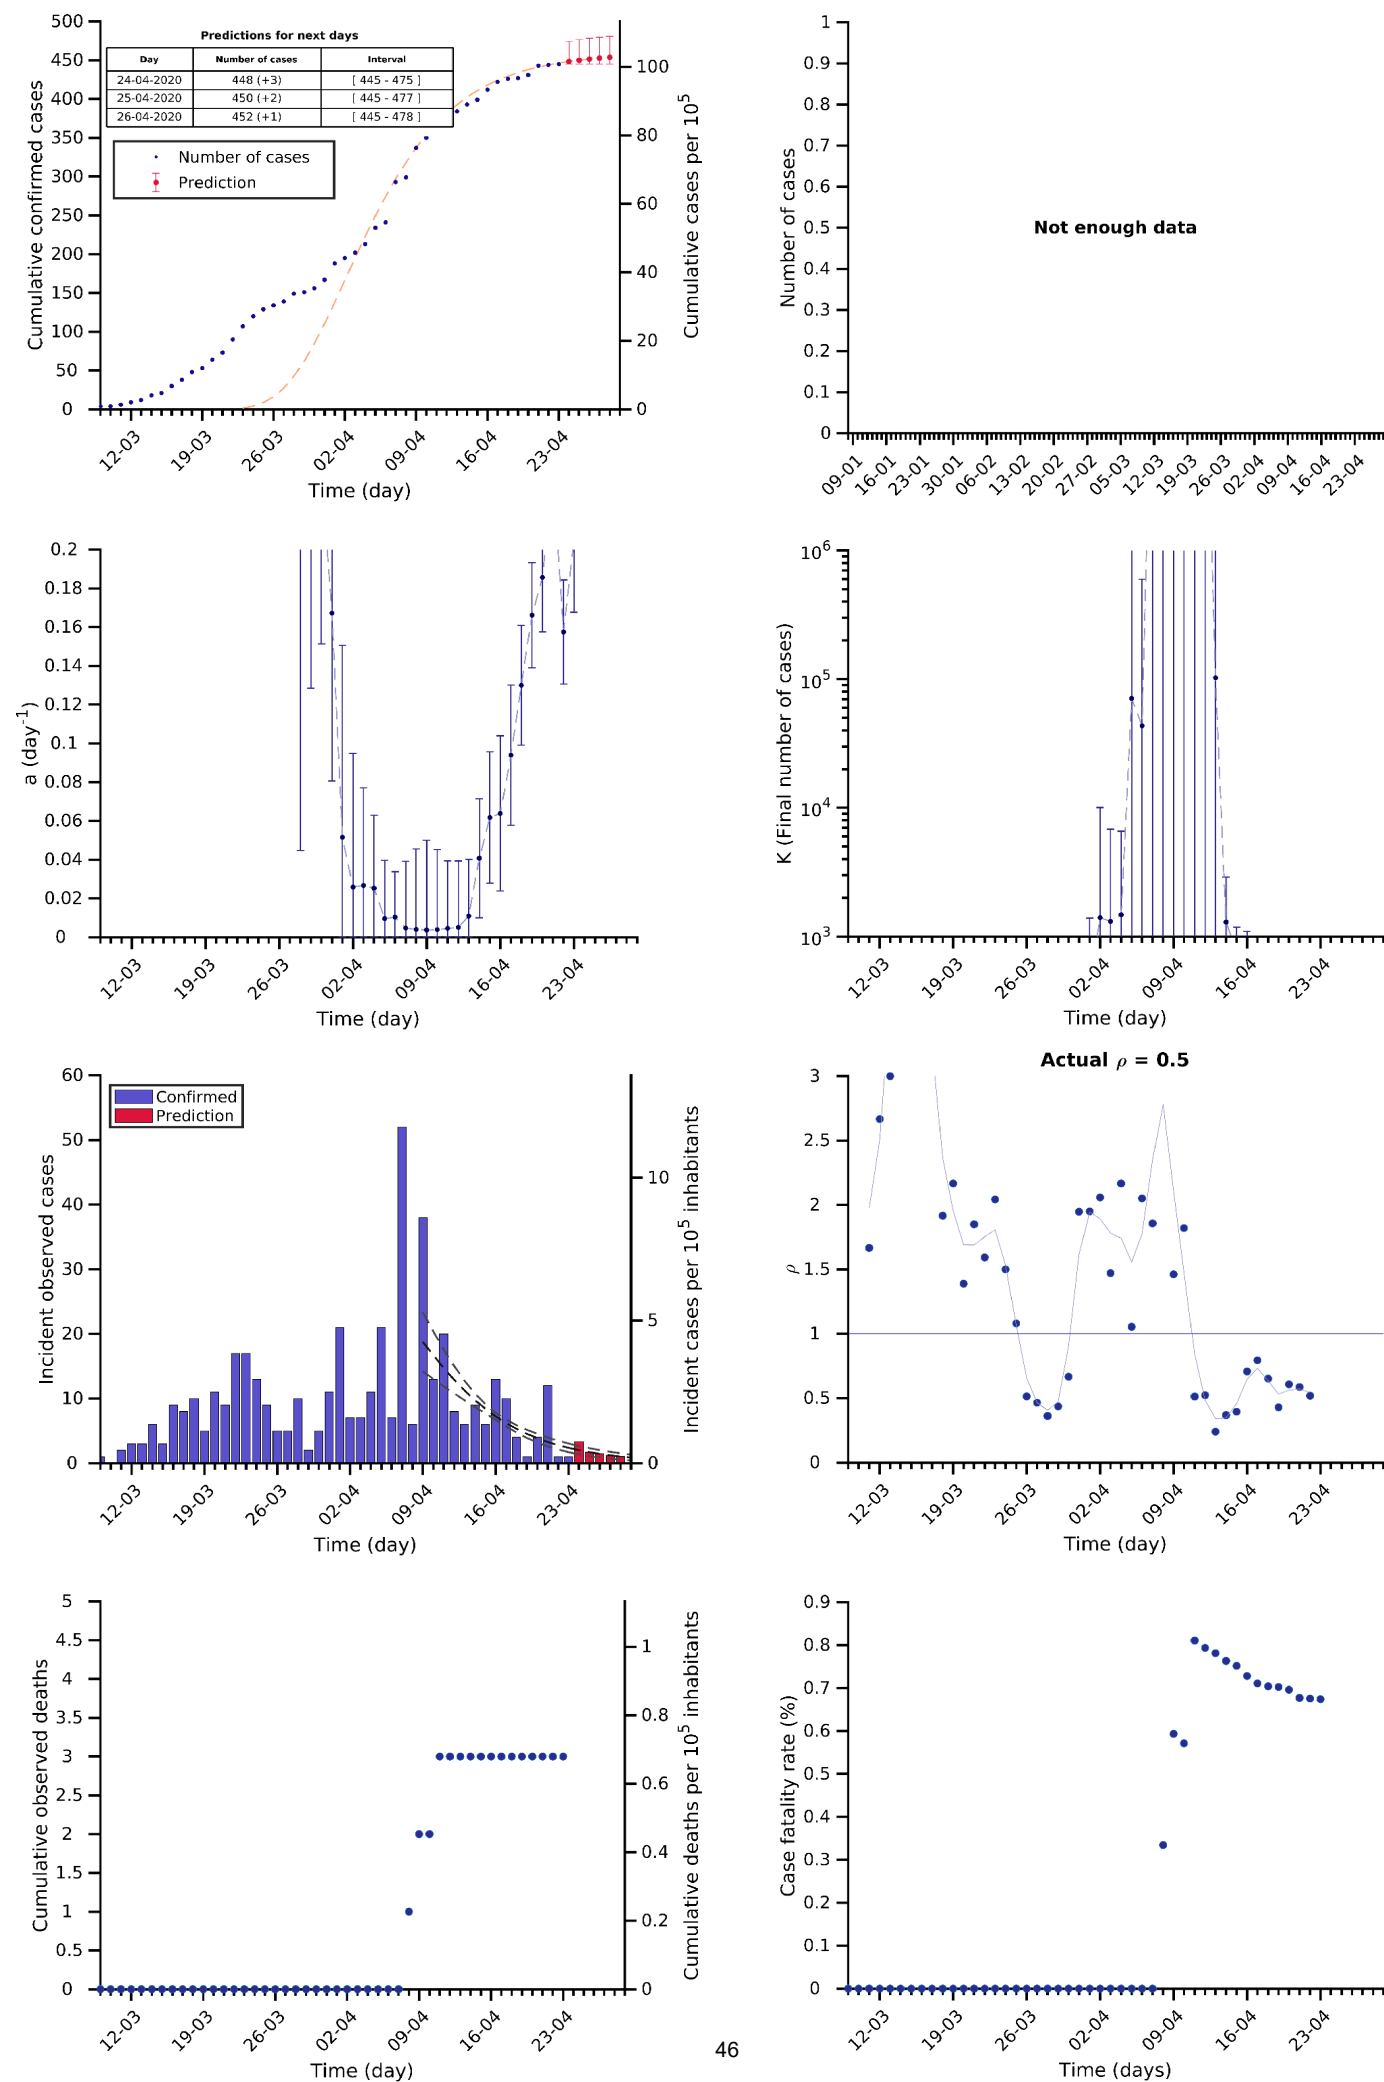 Predictions for next days
Day Number of cases Interval
24-04-2020 448 (+3) [ 445 - 475 ]
25-04-2020 450 (+2) [ 445 - 477 ]
26-04-2020 452 (+1) [ 445 - 478 ]
Number of cases
Prediction
Cumulative confirmed cases
500
450
400
350
300
250
200
150
100
50
0
Cumulative cases per 10^5
100
80
60
40
20
0
12-03 19-03 26-03 02-04 09-04 16-04 23-04
Time (day)
Number of cases
1
0.9
0.8
0.7
0.6
0.5
0.4
0.3
0.2
0.1
0
Not enough data
09-01 16-01 23-01 30-01 06-02 13-02 20-02 27-02 05-03 12-03 19-03 26-03 02-04 09-04 16-04 23-04
a (day^-1)
0.2
0.18
0.16
0.14
0.12
0.1
0.08
0.06
0.04
0.02
0
12-03 19-03 26-03 02-04 09-04 16-04 23-04
Time (day)
K (Final number of cases)
10^6
10^5
10^4
10^3
12-03 19-03 26-03 02-04 09-04 16-04 23-04
Time (day)
Confirmed
Prediction
Incident observed cases
60
50
40
30
20
10
0
Incident cases per 10^5 inhabitants
10
5
0
12-03 19-03 26-03 02-04 09-04 16-04 23-04
Time (day)
Actual ρ = 0.5
ρ
3
2.5
2
1.5
1
0.5
0
12-03 19-03 26-03 02-04 09-04 16-04 23-04
Time (day)
Cumulative observed deaths
5
4.5
4
3.5
3
2.5
2
1.5
1
0.5
0
Cumulative deaths per 10^5 inhabitants
1
0.8
0.6
0.4
0.2
0
12-03 19-03 26-03 02-04 09-04 16-04 23-04
Time (day)
Case fatality rate (%)
0.9
0.8
0.7
0.6
0.5
0.4
0.3
0.2
0.1
0
12-03 19-03 26-03 02-04 09-04 16-04 23-04
Time (days)
46